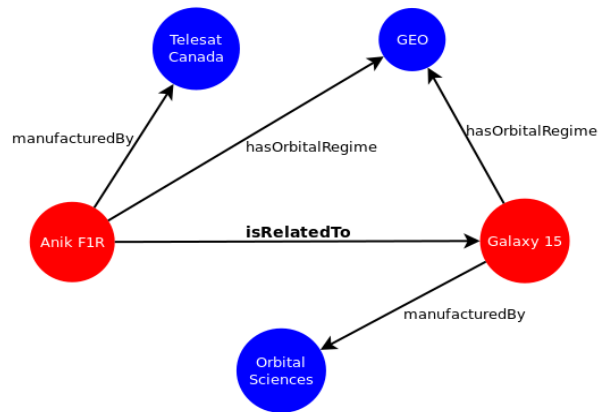 Telesat
Canada
GEO
manufacturedBy
hasOrbitalRegime
hasOrbitalRegime
Anik F1R
isRelatedTo
Galaxy 15
manufacturedBy
Orbital
Sciences